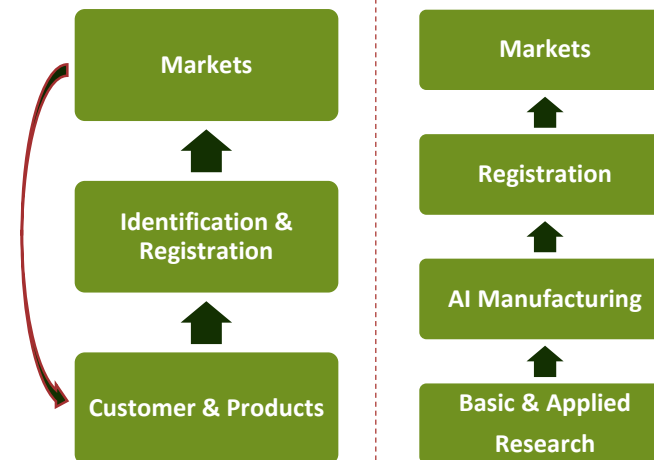 Markets
Identification &
Registration
Customer & Products
Markets
Registration
AI Manufacturing
Basic & Applied
Research